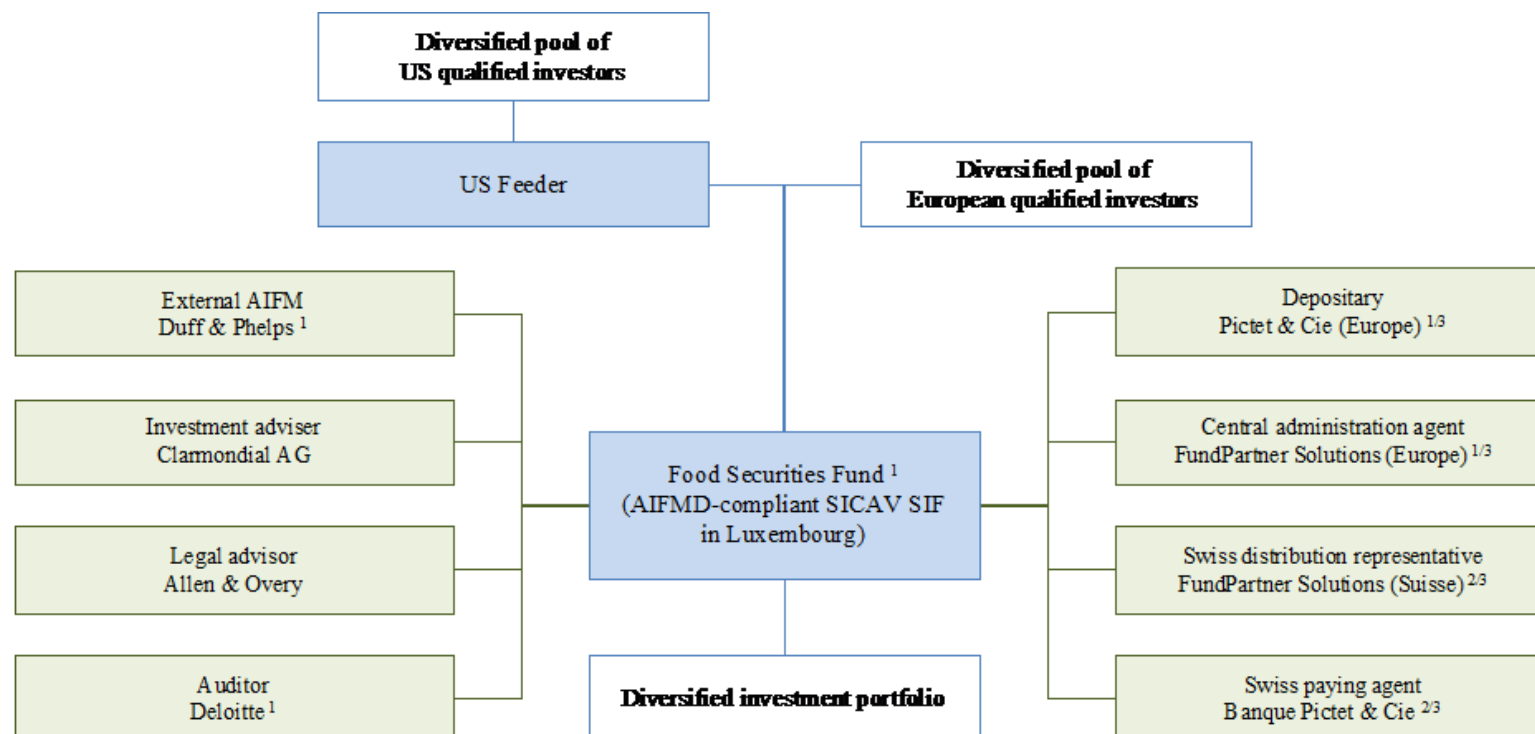 Diversified pool of
US qualified investors
US Feeder
Diversified pool of
European qualified investors
External AIFM
Duff & Phelps ¹
Investment adviser
Clarmondial AG
Legal advisor
Allen & Overy
Auditor
Deloitte ¹
Food Securities Fund ¹
(AIFMD-compliant SICAV SIF
in Luxembourg)
Diversified investment portfolio
Depositary
Pictet & Cie (Europe) ¹/³
Central administration agent
FundPartner Solutions (Europe) ¹/³
Swiss distribution representative
FundPartner Solutions (Suisse) ²/³
Swiss paying agent
Banque Pictet & Cie ²/³